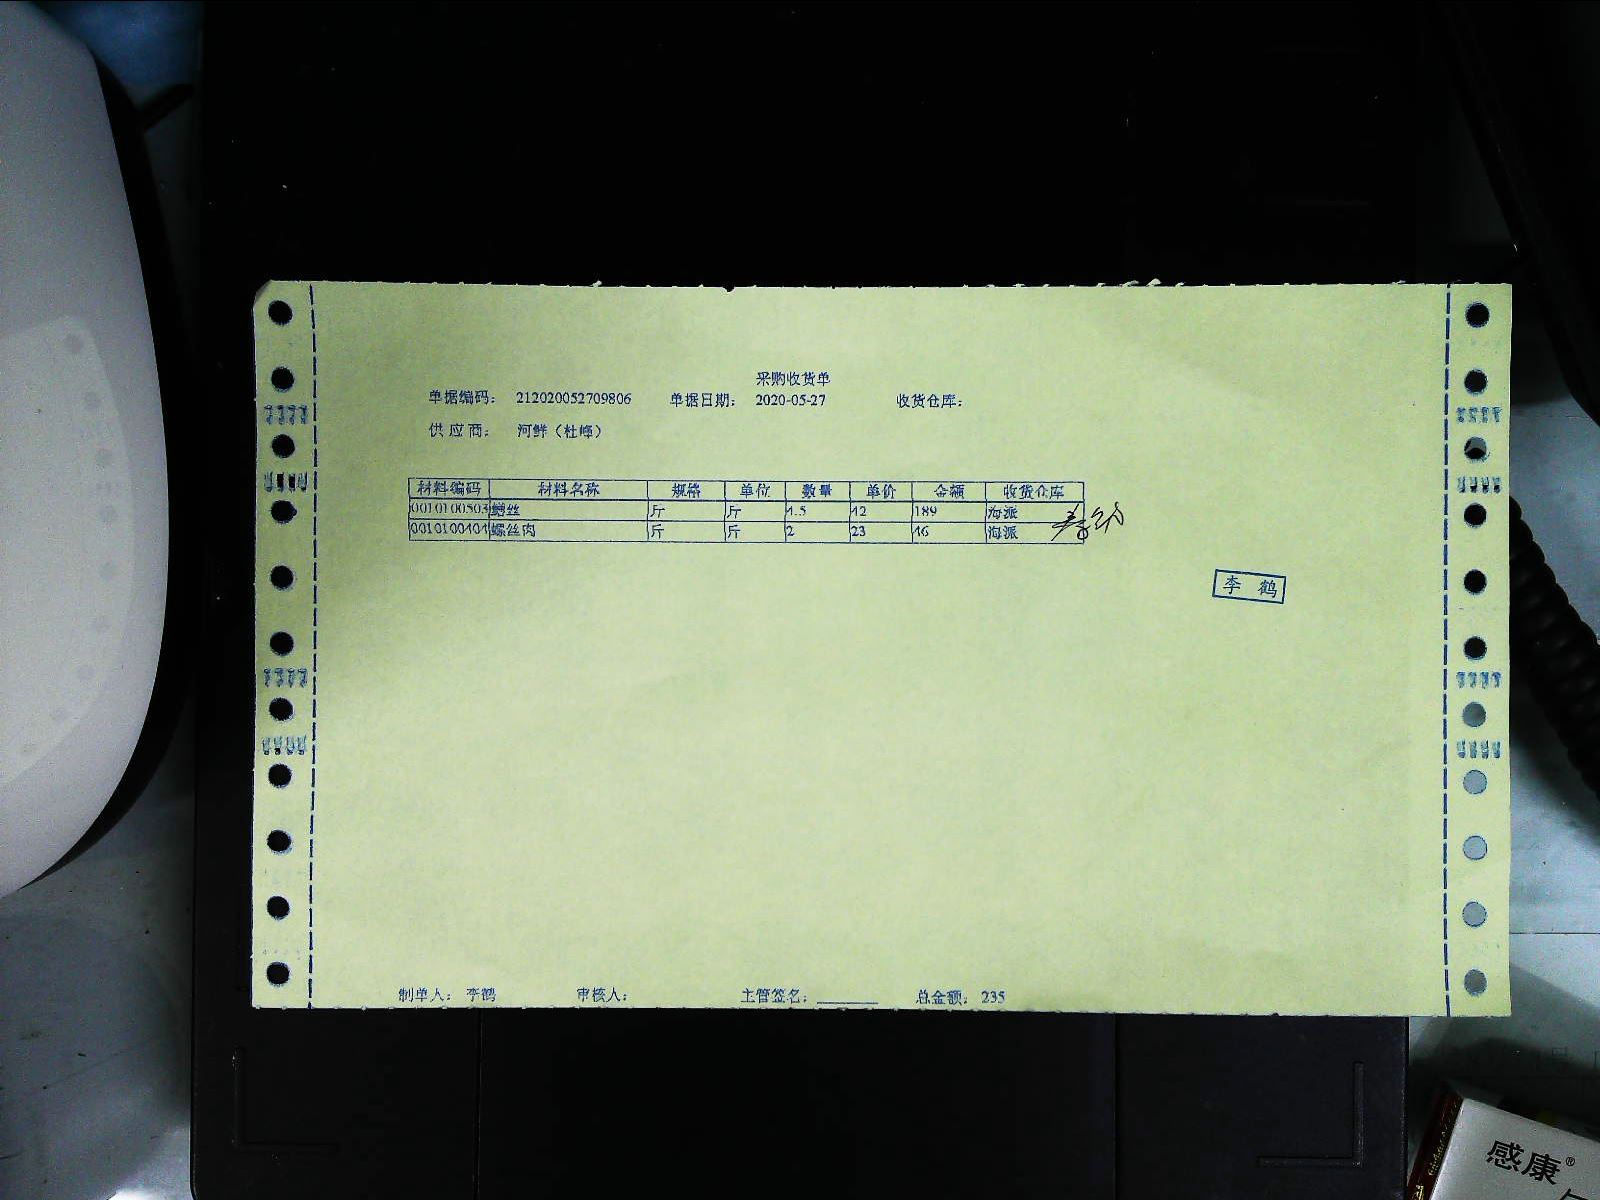 采购收货单
单据编码: 212020052709806 单据日期: 2020-05-27 收货仓库:
供应商: 河鲜（杜峰）
材料编码 材料名称 规格 单位 数量 单价 金额 收货仓库
0010100503 鳝丝 斤 斤 4.5 42 189 海派
0010100404 螺丝肉 斤 斤 2 23 46 海派
李 鹤
制单人: 李鹤 审核人: 主管签名: ______ 总金额: 235
感康®